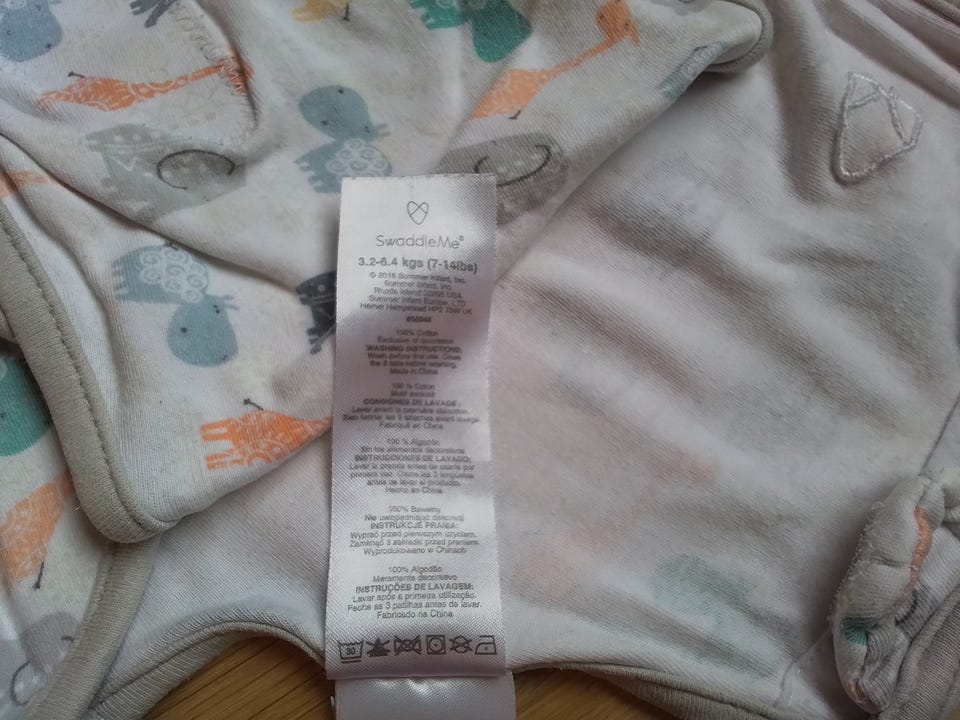 SwaddleMe®
3.2-6.4 kgs (7-14lbs)
© 2016 Summer Infant, Inc.
Summer Infant, Inc.
Rhode Island 02895 USA
Summer Infant Europe, LTD
Hemel Hempstead HP2 7BW UK
100% Cotton
Exclusive of decoration
WASHING INSTRUCTIONS:
Wash before first use. Close
the 3 tabs before washing.
Made in China
100 % Coton
Motif exclusif
CONSIGNES DE LAVAGE :
Laver avant la première utilisation.
Bien fermer les 3 attaches avant lavage.
Fabriqué en China
100 % Algodón
Sin los elementos decorativos
INSTRUCCIONES DE LAVADO:
Lavar la prenda antes de usarla por
primera vez. Cierre las 3 lengüetas
antes de lavar el producto.
Hecho en China
100% Bawełny
Nie uwzględniając dekoracji
INSTRUKCJE PRANIA:
Wyprać przed pierwszym użyciem.
Zamknąć 3 zakładki przed praniem.
Wyprodukowano w Chinach
100% Algodão
Meramente decorativo
INSTRUÇÕES DE LAVAGEM:
Lavar após a primeira utilização.
Feche as 3 patilhas antes de lavar.
Fabricado na China
30